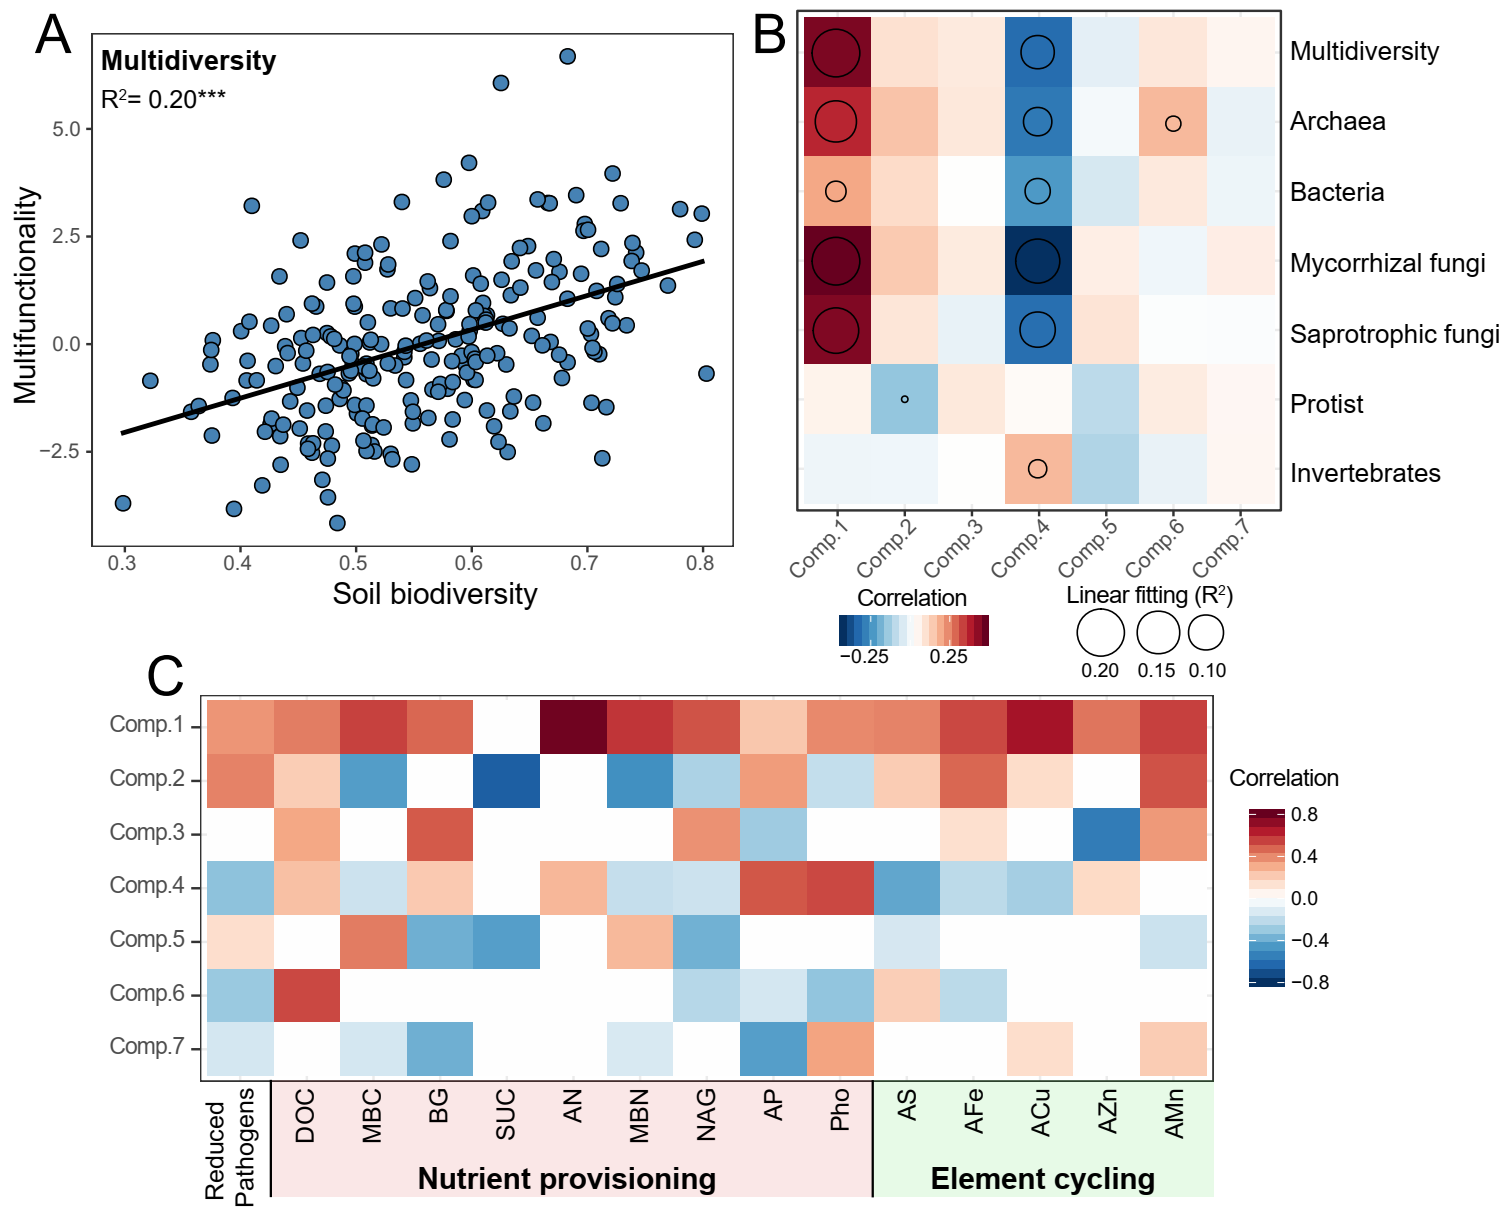 A
Multidiversity
R²= 0.20***
Multifunctionality
5.0
2.5
0.0
−2.5
0.3
0.4
0.5
0.6
0.7
0.8
Soil biodiversity
B
Multidiversity
Archaea
Bacteria
Mycorrhizal fungi
Saprotrophic fungi
Protist
Invertebrates
Comp.1
Comp.2
Comp.3
Comp.4
Comp.5
Comp.6
Comp.7
Correlation
−0.25
0.25
Linear fitting (R²)
0.20
0.15
0.10
C
Comp.1
Comp.2
Comp.3
Comp.4
Comp.5
Comp.6
Comp.7
Reduced
Pathogens
DOC
MBC
BG
SUC
AN
MBN
NAG
AP
Pho
AS
AFe
ACu
AZn
AMn
Nutrient provisioning
Element cycling
Correlation
0.8
0.4
0.0
−0.4
−0.8